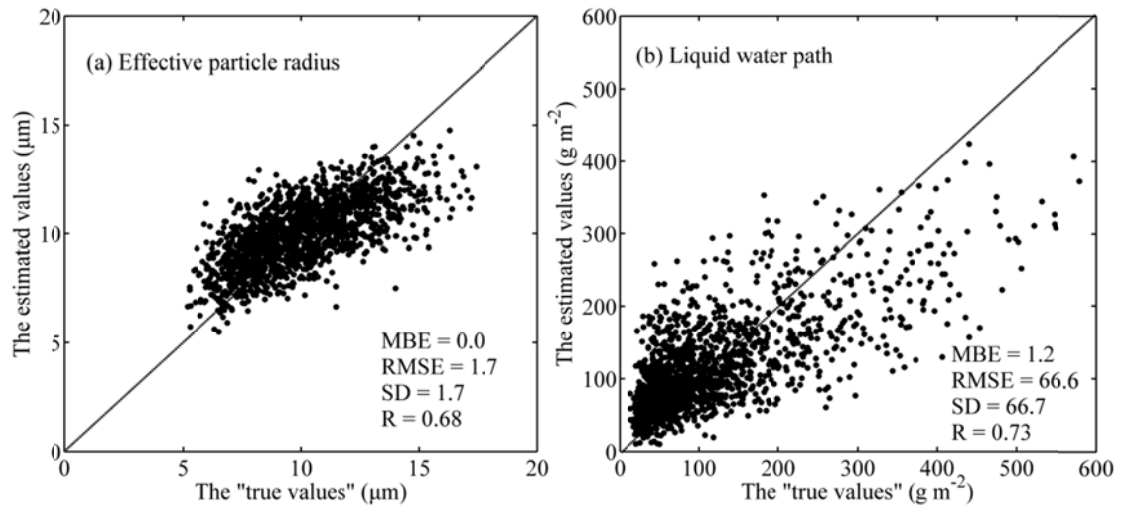 20
15
10
5
0
The estimated values (μm)
(a) Effective particle radius
MBE = 0.0
RMSE = 1.7
SD = 1.7
R = 0.68
0 5 10 15 20
The "true values" (μm)
600
500
400
300
200
100
0
The estimated values (g m⁻²)
(b) Liquid water path
MBE = 1.2
RMSE = 66.6
SD = 66.7
R = 0.73
0 100 200 300 400 500 600
The "true values" (g m⁻²)